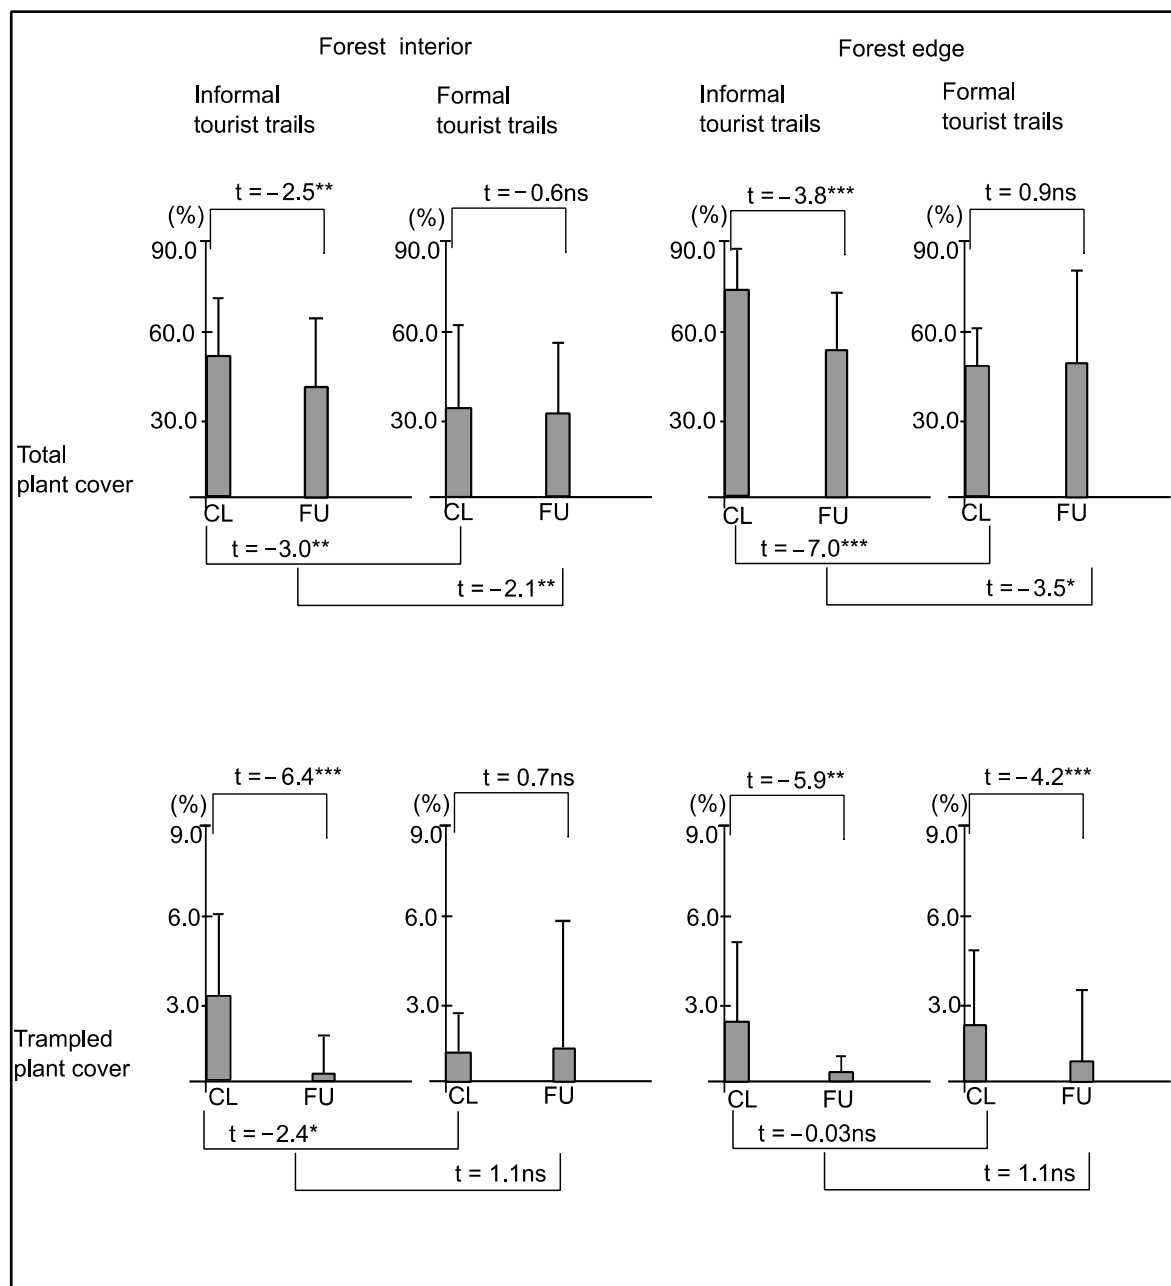 Forest interior
Forest edge
Informal
tourist trails
Formal
tourist trails
Informal
tourist trails
Formal
tourist trails
t = −2.5**
t = −0.6ns
t = −3.8***
t = 0.9ns
(%)
(%)
(%)
(%)
90.0
90.0
90.0
90.0
60.0
60.0
60.0
60.0
30.0
30.0
30.0
30.0
Total
plant cover
CL
FU
CL
FU
CL
FU
CL
FU
t = −3.0**
t = −7.0***
t = −2.1**
t = −3.5*
t = −6.4***
t = 0.7ns
t = −5.9**
t = −4.2***
(%)
(%)
(%)
(%)
9.0
9.0
9.0
9.0
6.0
6.0
6.0
6.0
3.0
3.0
3.0
3.0
Trampled
plant cover
CL
FU
CL
FU
CL
FU
CL
FU
t = −2.4*
t = −0.03ns
t = 1.1ns
t = 1.1ns